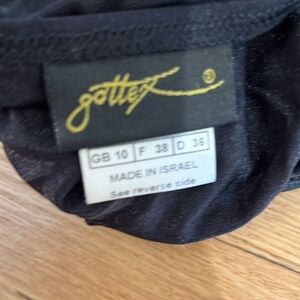 gottex ®
GB 10 F 38 D 36
MADE IN ISRAEL
See reverse side